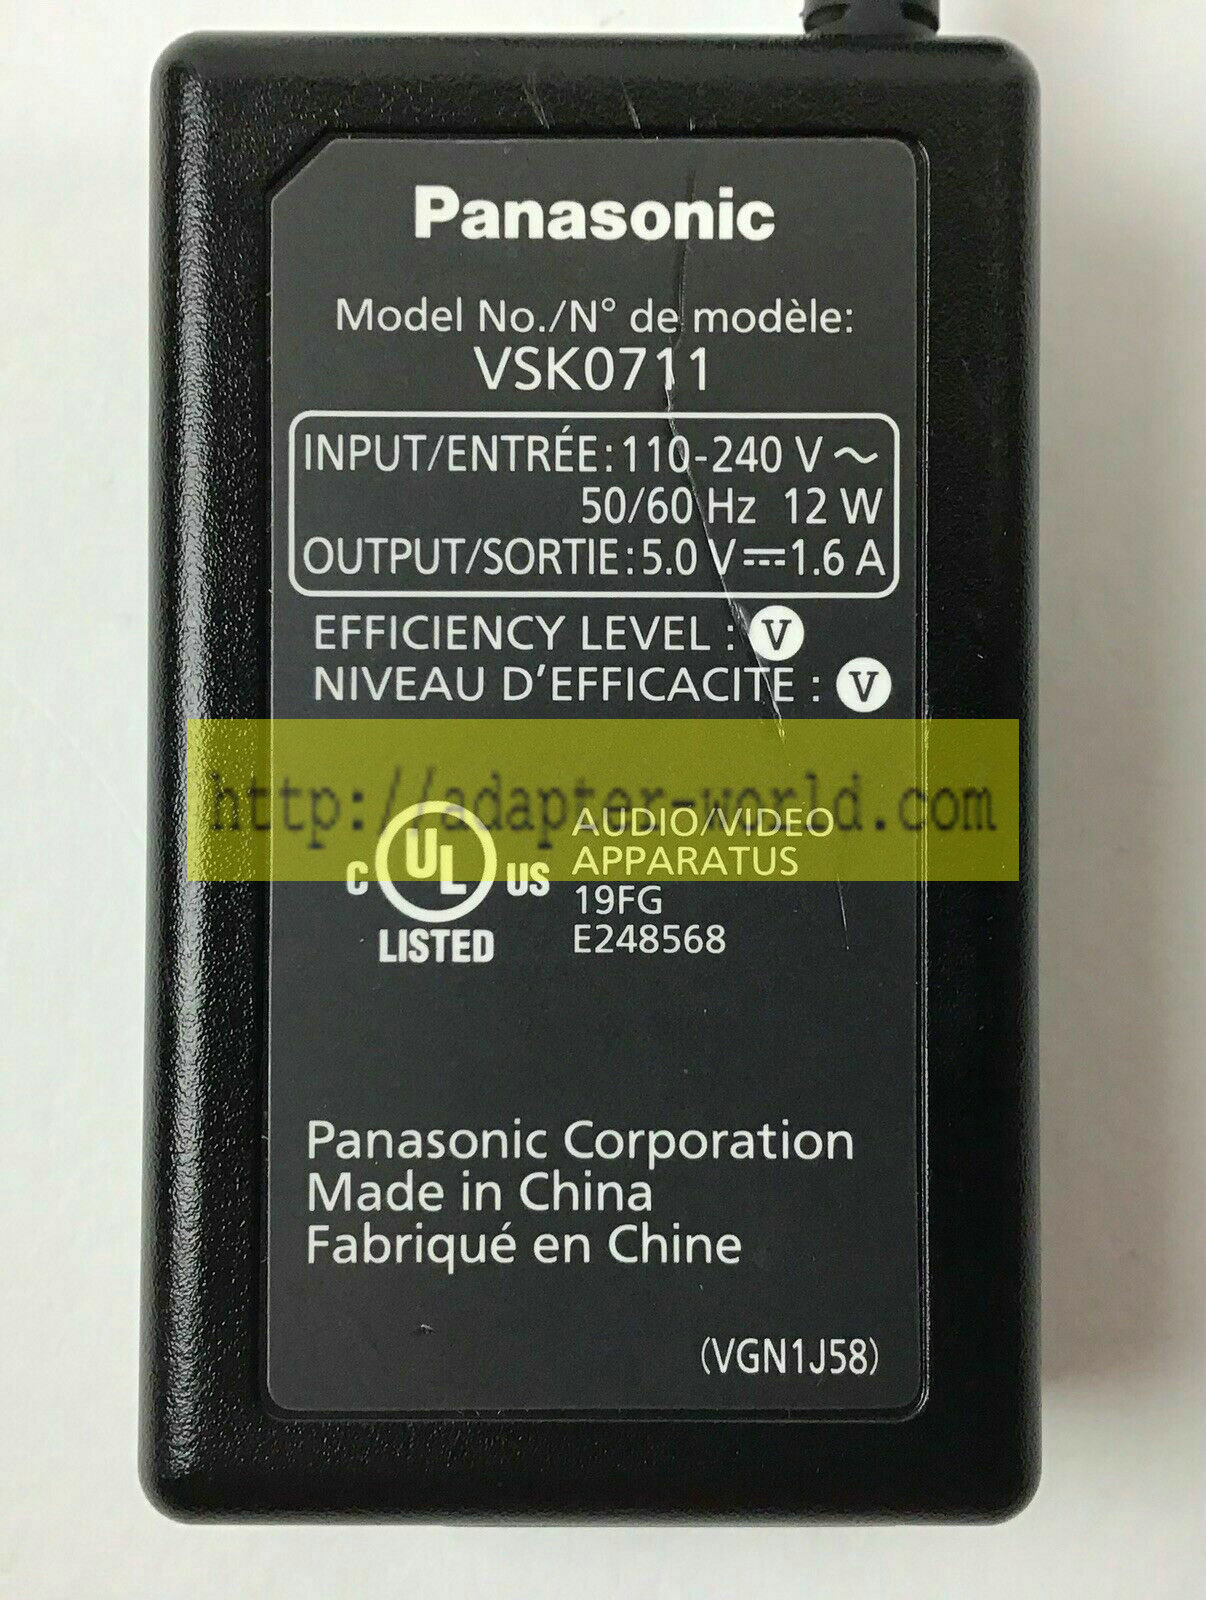 Panasonic
Model No./N° de modèle:
VSK0711
INPUT/ENTRÉE:110-240 V ~
50/60 Hz 12 W
OUTPUT/SORTIE:5.0 V⎓1.6 A
EFFICIENCY LEVEL : V
NIVEAU D'EFFICACITE : V
http://adapter-world.com
C UL US
LISTED
AUDIO/VIDEO
APPARATUS
19FG
E248568
Panasonic Corporation
Made in China
Fabriqué en Chine
(VGN1J58)